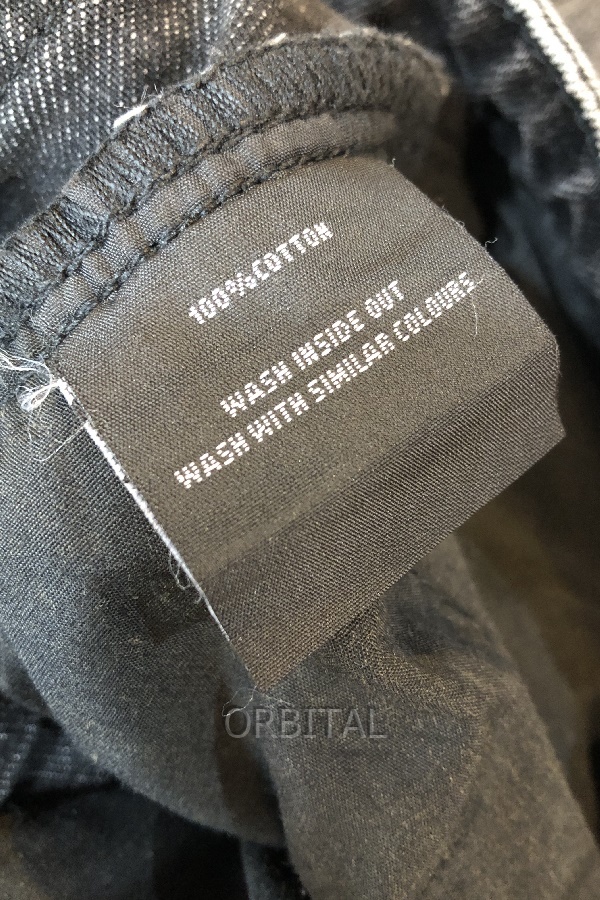 100%COTTON
WASH INSIDE OUT
WASH WITH SIMILAR COLOURS
ORBITAL